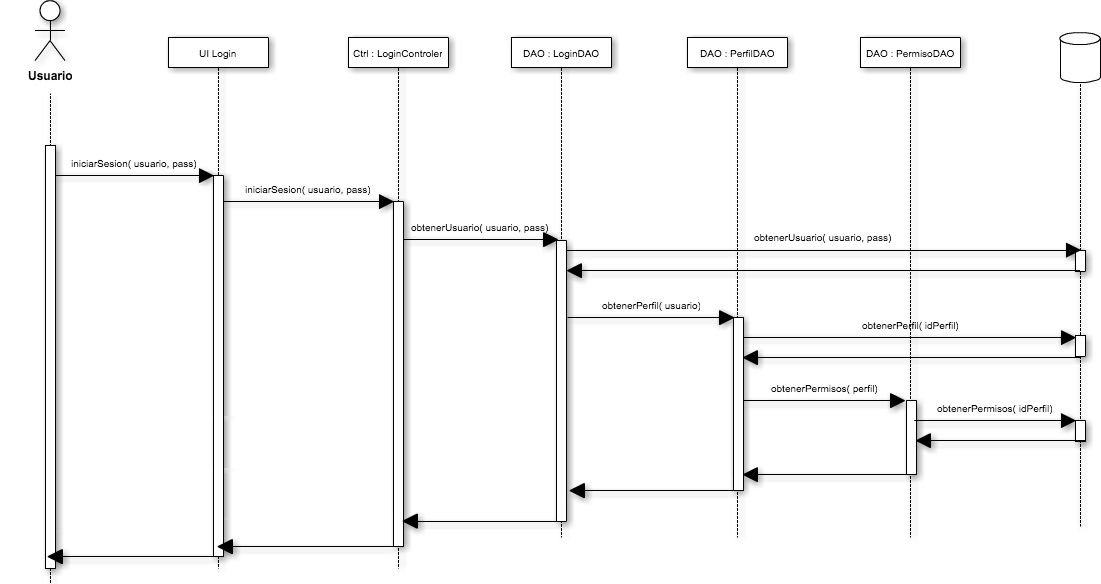 Usuario
UI Login
Ctrl : LoginControler
DAO : LoginDAO
DAO : PerfilDAO
DAO : PermisoDAO
iniciarSesion( usuario, pass)
iniciarSesion( usuario, pass)
obtenerUsuario( usuario, pass)
obtenerUsuario( usuario, pass)
obtenerPerfil( usuario)
obtenerPerfil( idPerfil)
obtenerPermisos( perfil)
obtenerPermisos( idPerfil)